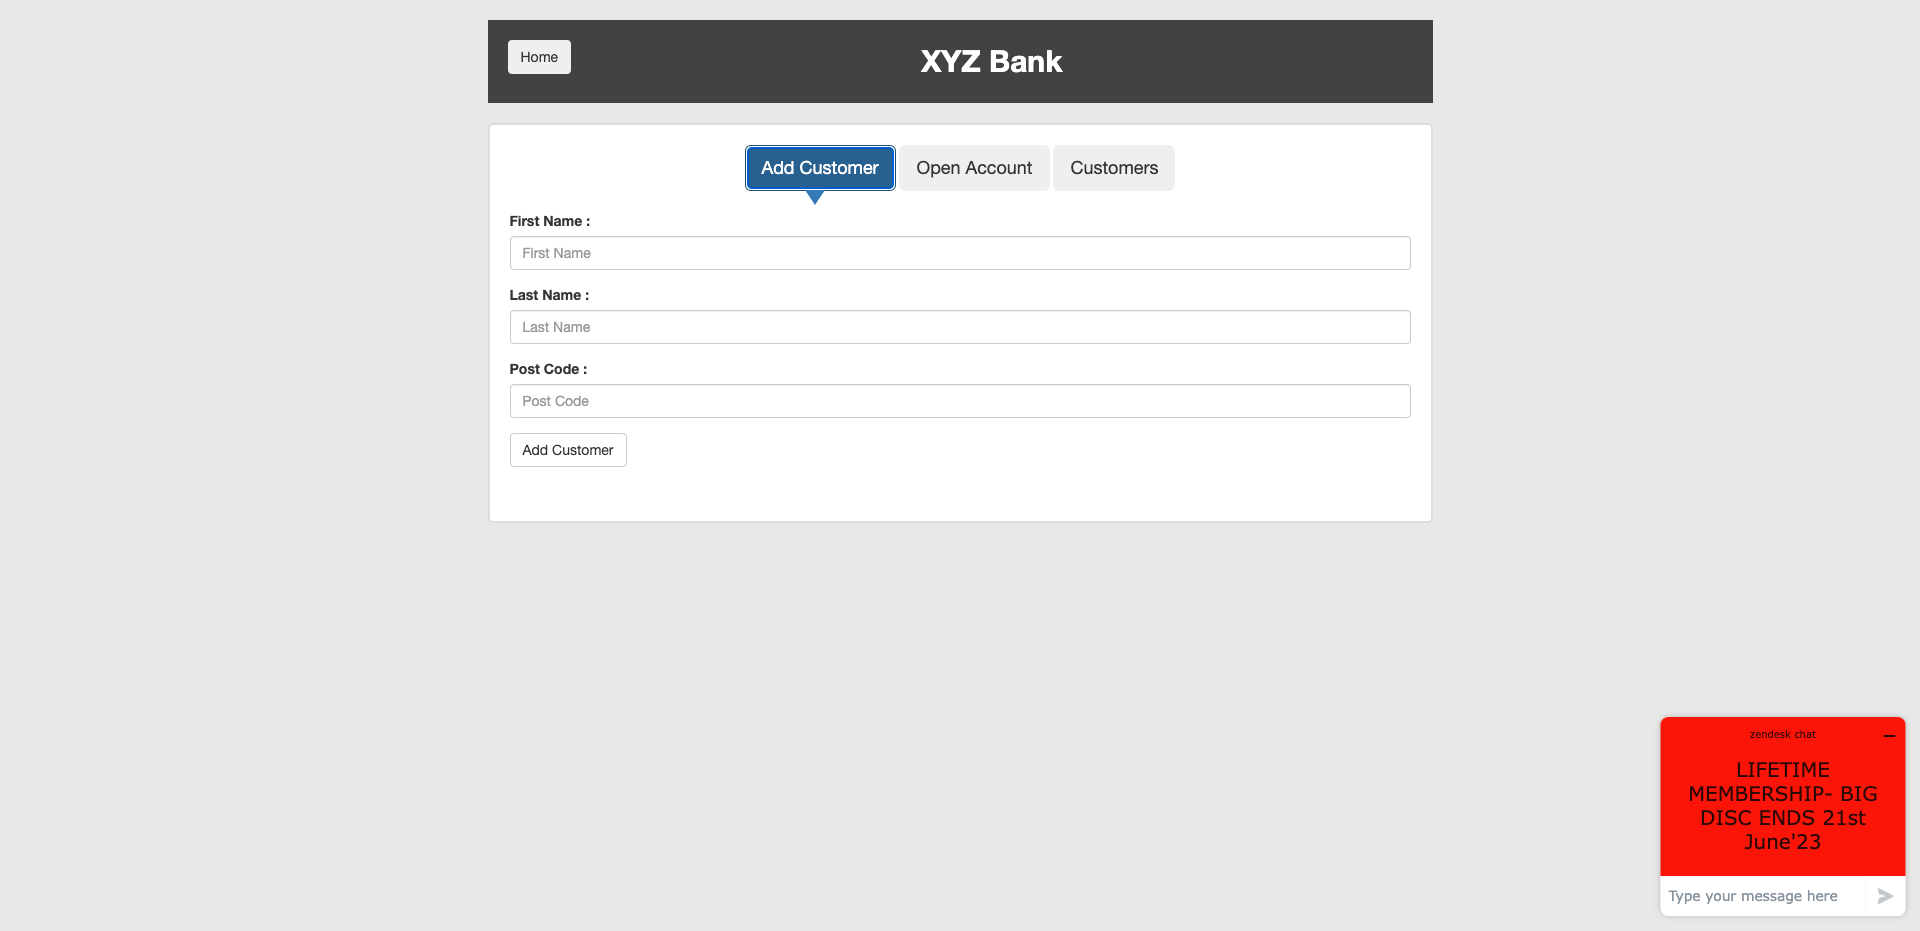 Home
XYZ Bank
Add Customer
Open Account
Customers
First Name :
First Name
Last Name :
Last Name
Post Code :
Post Code
Add Customer
zendesk chat
LIFETIME
MEMBERSHIP- BIG
DISC ENDS 21st
June'23
Type your message here